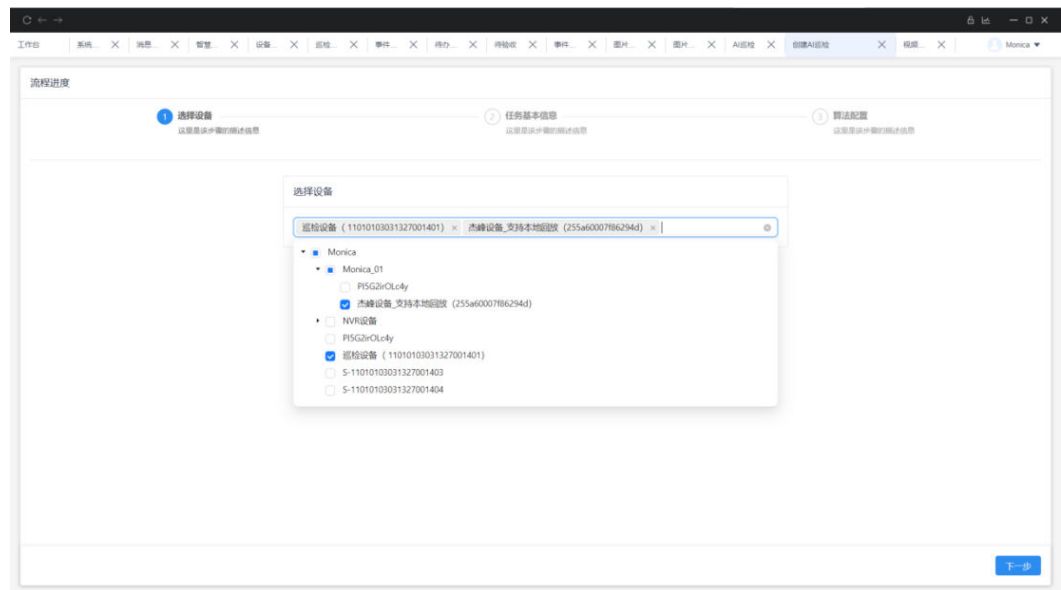 工作台 系统... 消息... 智慧... 设备... 巡检... 事件... 待办... 待验收 事件... 图片... 图片... AI巡检 创建AI巡检 视频... Monica
流程进度
1 选择设备 2 任务基本信息 3 算法配置
这里是该步骤的描述信息 这里是该步骤的描述信息 这里是该步骤的描述信息
选择设备
巡检设备（11010103031327001401） × 杰峰设备_支持本地回放（255a60007f86294d） ×
Monica
Monica_01
PI5G2irOLc4y
杰峰设备_支持本地回放（255a60007f86294d）
NVR设备
PI5G2irOLc4y
巡检设备（11010103031327001401）
S-11010103031327001403
S-11010103031327001404
下一步